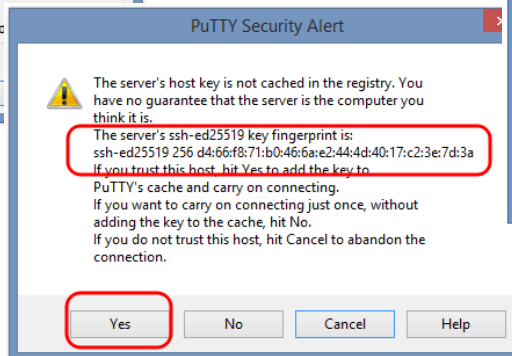 PuTTY Security Alert
The server's host key is not cached in the registry. You
have no guarantee that the server is the computer you
think it is.
The server's ssh-ed25519 key fingerprint is:
ssh-ed25519 256 d4:66:f8:71:b0:46:6a:e2:44:4d:40:17:c2:3e:7d:3a
If you trust this host, hit Yes to add the key to
PuTTY's cache and carry on connecting.
If you want to carry on connecting just once, without
adding the key to the cache, hit No.
If you do not trust this host, hit Cancel to abandon the
connection.
Yes
No
Cancel
Help